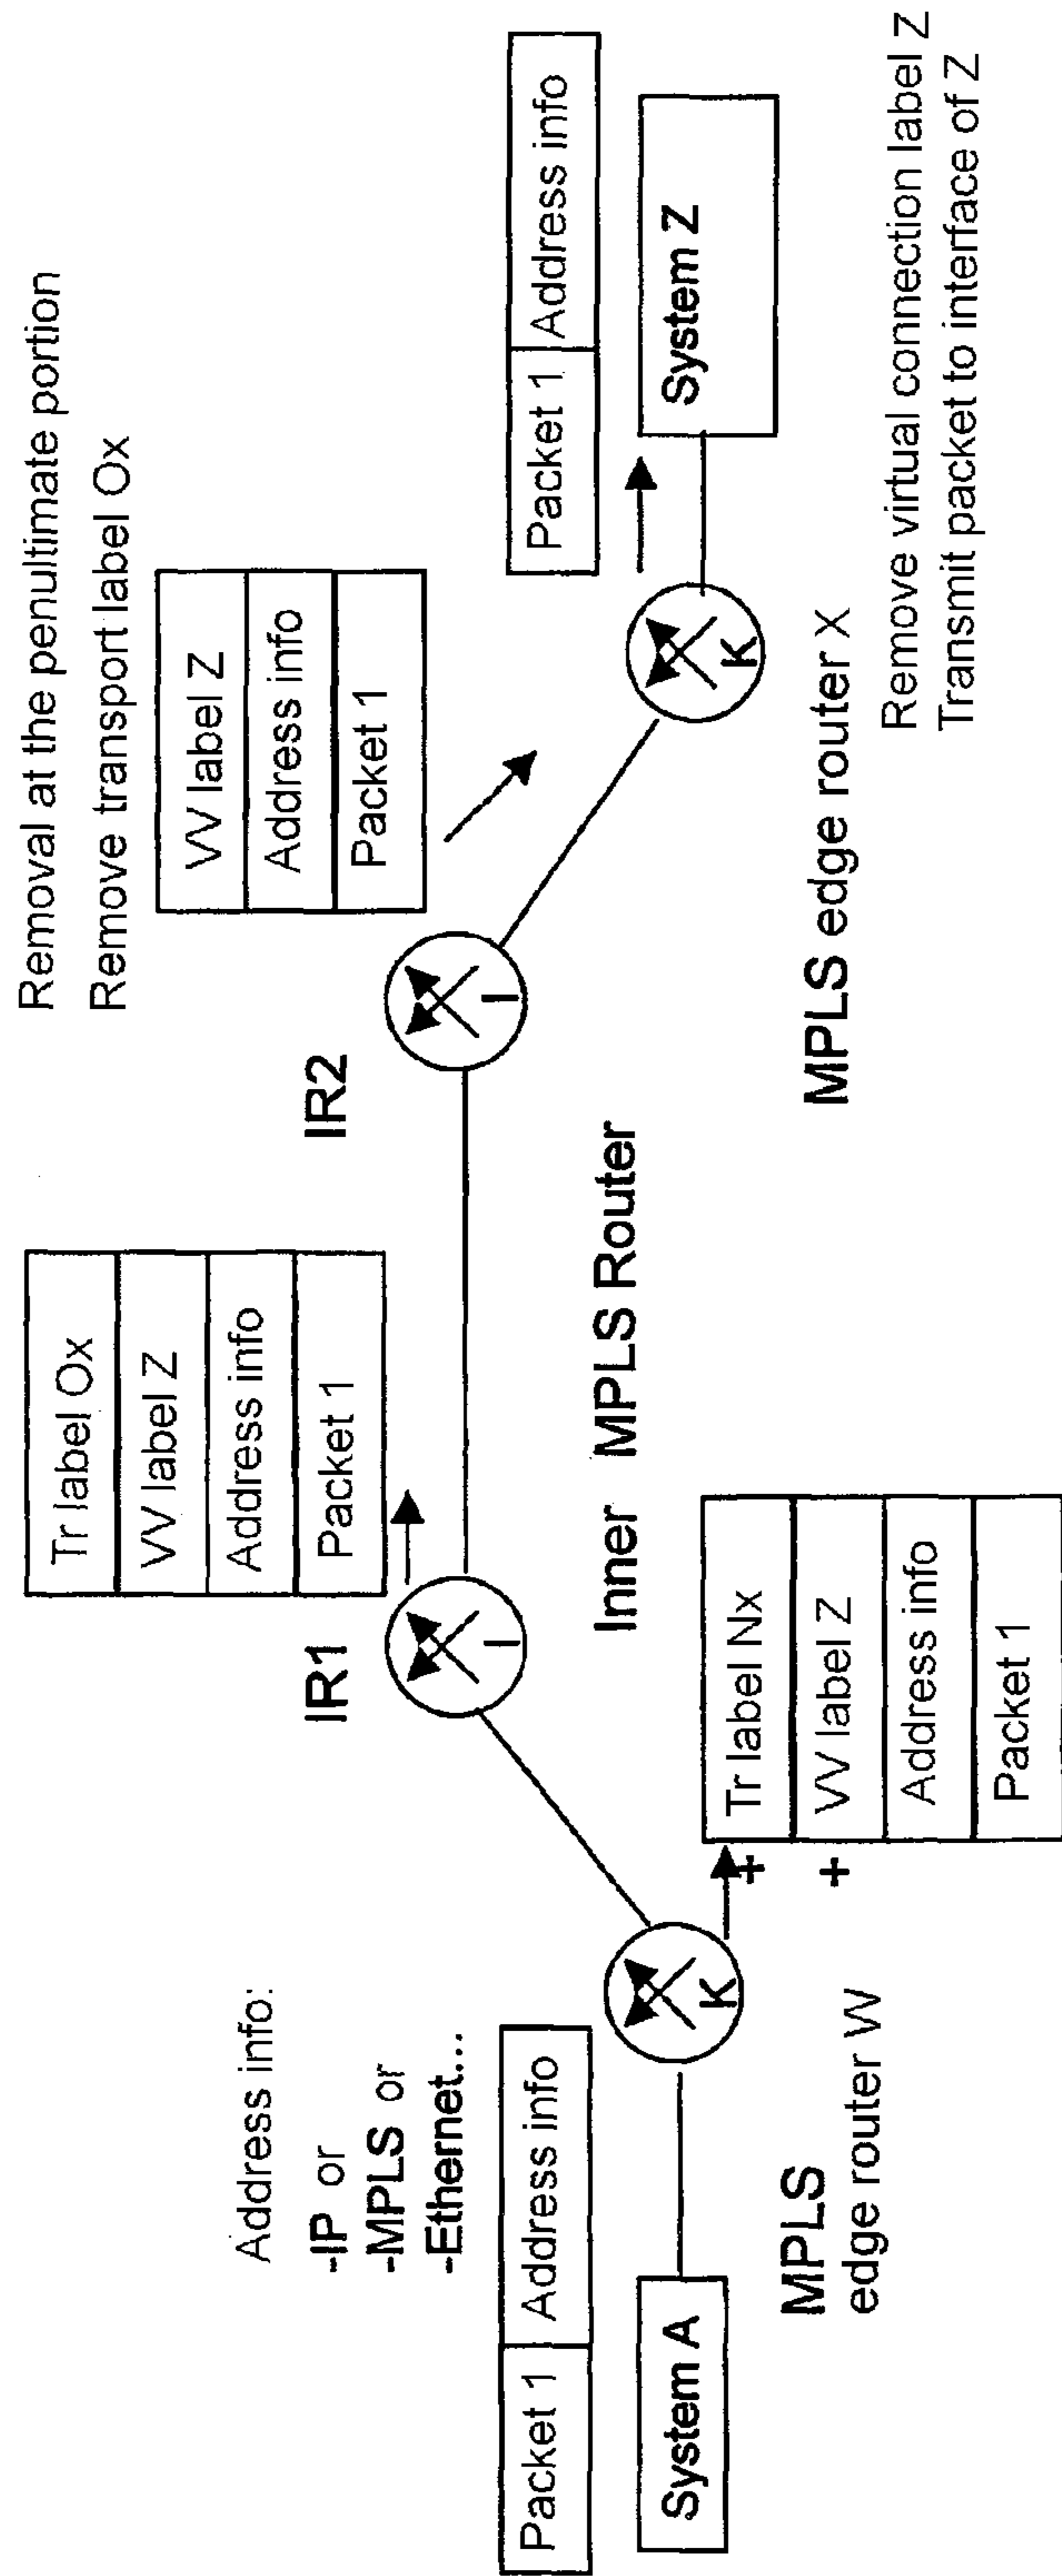 Removal at the penultimate portion
Remove transport label Ox
Tr label Ox
VV label Z
Address info
Packet 1
VV label Z
Address info
Packet 1
Address info:
-IP or
-MPLS or
-Ethernet...
IR1
IR2
I
I
Packet 1 Address info
System A
K
MPLS
edge router W
+ Tr label Nx
+ VV label Z
Address info
Packet 1
Inner MPLS Router
Packet 1 Address info
System Z
K
MPLS edge router X
Remove virtual connection label Z
Transmit packet to interface of Z